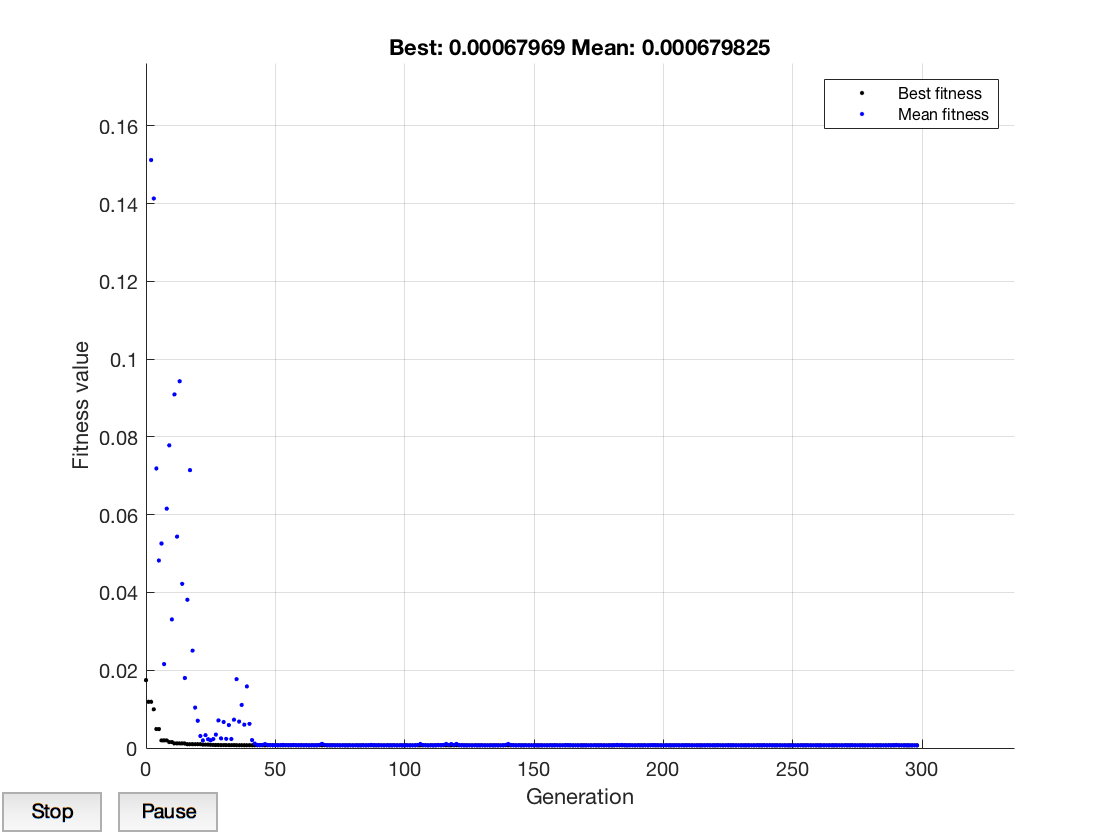 Best: 0.00067969 Mean: 0.000679825
Best fitness
Mean fitness
0.16
0.14
0.12
0.1
0.08
0.06
0.04
0.02
0
Fitness value
0 50 100 150 200 250 300
Generation
Stop Pause